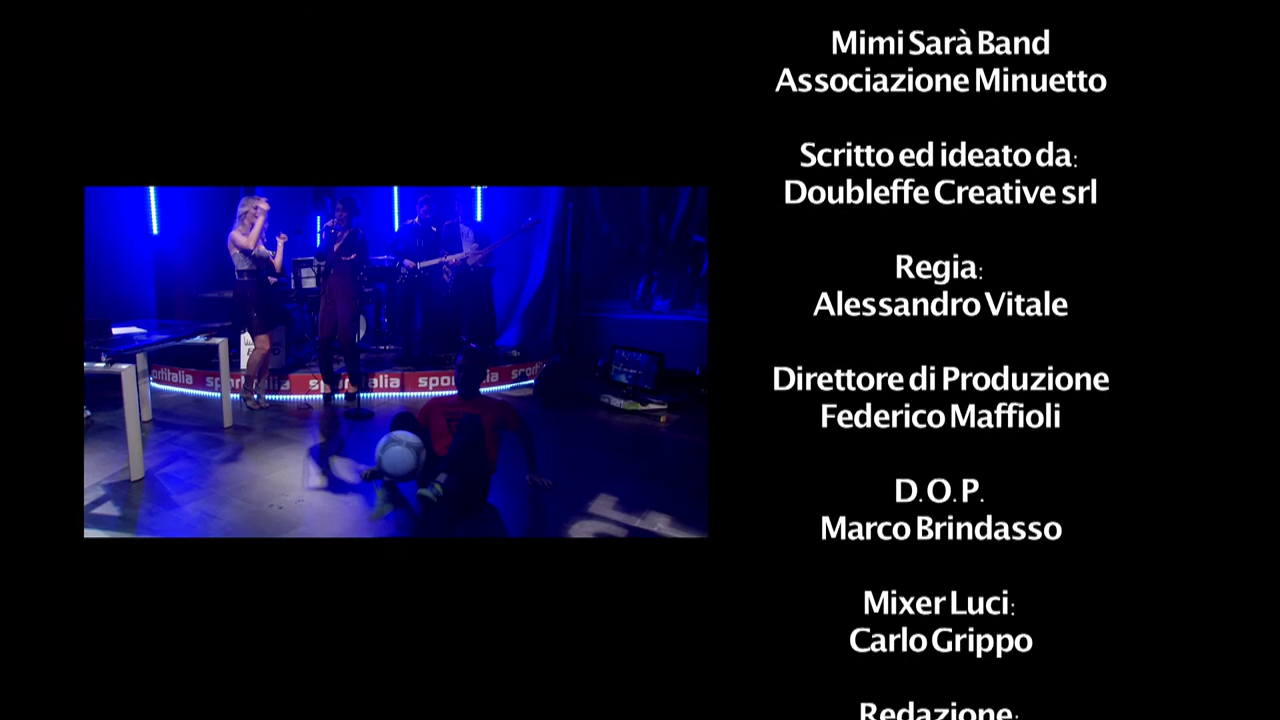 Mimi Sarà Band
Associazione Minuetto
Scritto ed ideato da:
Doubleffe Creative srl
Regia:
Alessandro Vitale
Direttore di Produzione
Federico Maffioli
D.O.P.
Marco Brindasso
Mixer Luci:
Carlo Grippo
Redazione:
sportitalia